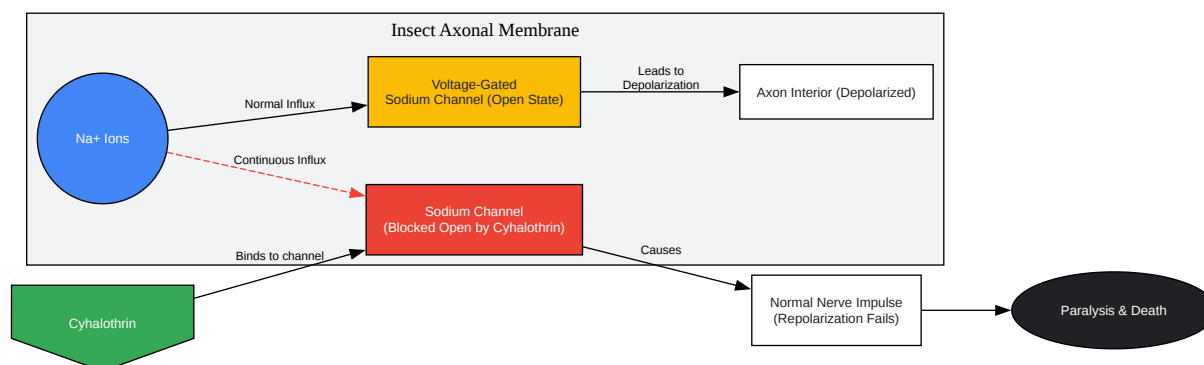 Insect Axonal Membrane
Voltage-Gated
Sodium Channel (Open State)
Leads to
Depolarization
Axon Interior (Depolarized)
Normal Influx
Na+ Ions
Continuous Influx
Sodium Channel
(Blocked Open by Cyhalothrin)
Binds to channel
Causes
Cyhalothrin
Normal Nerve Impulse
(Repolarization Fails)
Paralysis & Death